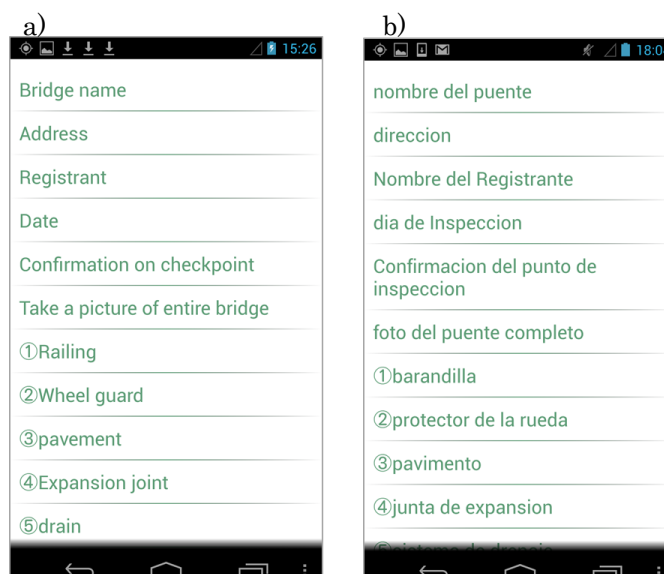 a)
15:26
Bridge name
Address
Registrant
Date
Confirmation on checkpoint
Take a picture of entire bridge
①Railing
②Wheel guard
③pavement
④Expansion joint
⑤drain
b)
nombre del puente
direccion
Nombre del Registrante
dia de Inspeccion
Confirmacion del punto de
inspeccion
foto del puente completo
①barandilla
②protector de la rueda
③pavimento
④junta de expansion